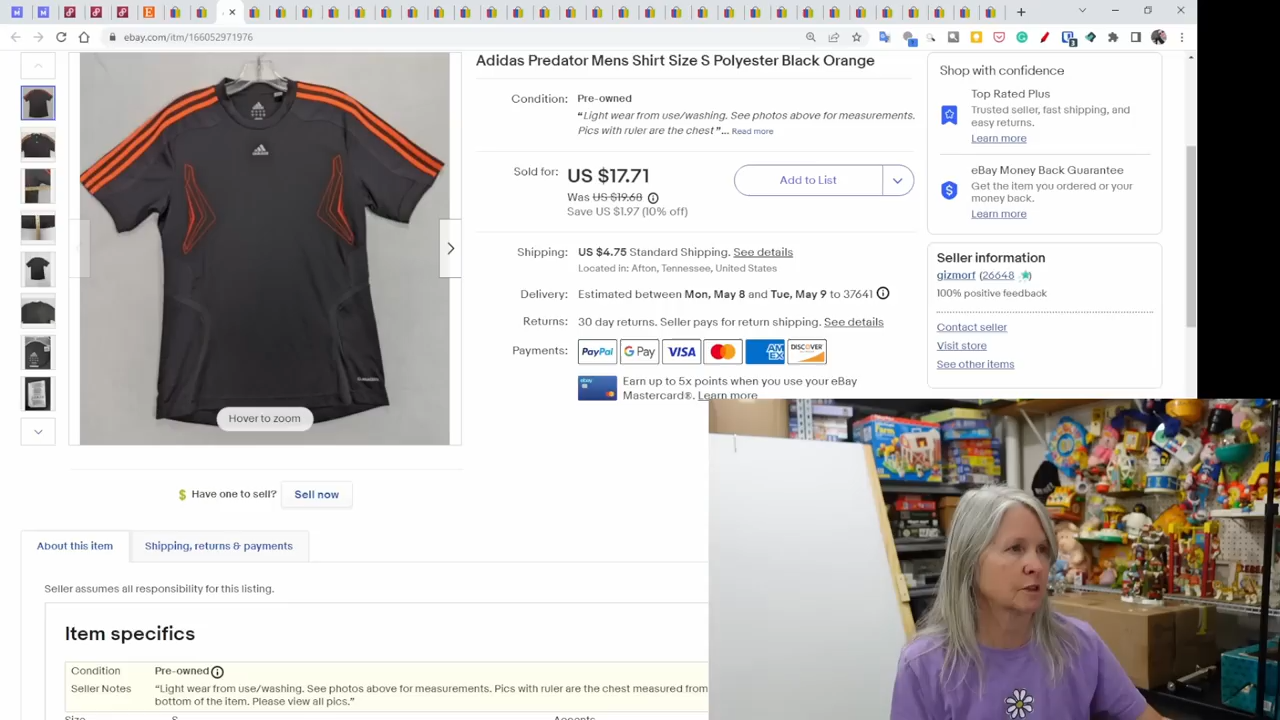 ebay.com/itm/166052971976
Adidas Predator Mens Shirt Size S Polyester Black Orange
Condition: Pre-owned
“Light wear from use/washing. See photos above for measurements.
Pics with ruler are the chest”... Read more
Sold for: US $17.71
Add to List
Was US $19.68
Save US $1.97 (10% off)
Shipping: US $4.75 Standard Shipping. See details
Located in: Afton, Tennessee, United States
Delivery: Estimated between Mon, May 8 and Tue, May 9 to 37641
Returns: 30 day returns. Seller pays for return shipping. See details
Payments: PayPal G Pay VISA mastercard AM EX DISCOVER
Earn up to 5x points when you use your eBay
Mastercard®. Learn more
Shop with confidence
Top Rated Plus
Trusted seller, fast shipping, and
easy returns.
Learn more
eBay Money Back Guarantee
Get the item you ordered or your
money back.
Learn more
Seller information
gizmorf (26648)
100% positive feedback
Contact seller
Visit store
See other items
adidas
Hover to zoom
Have one to sell? Sell now
About this item
Shipping, returns & payments
Seller assumes all responsibility for this listing.
Item specifics
Condition Pre-owned
Seller Notes “Light wear from use/washing. See photos above for measurements. Pics with ruler are the chest measured from
bottom of the item. Please view all pics.”
Size S Accents
Farm